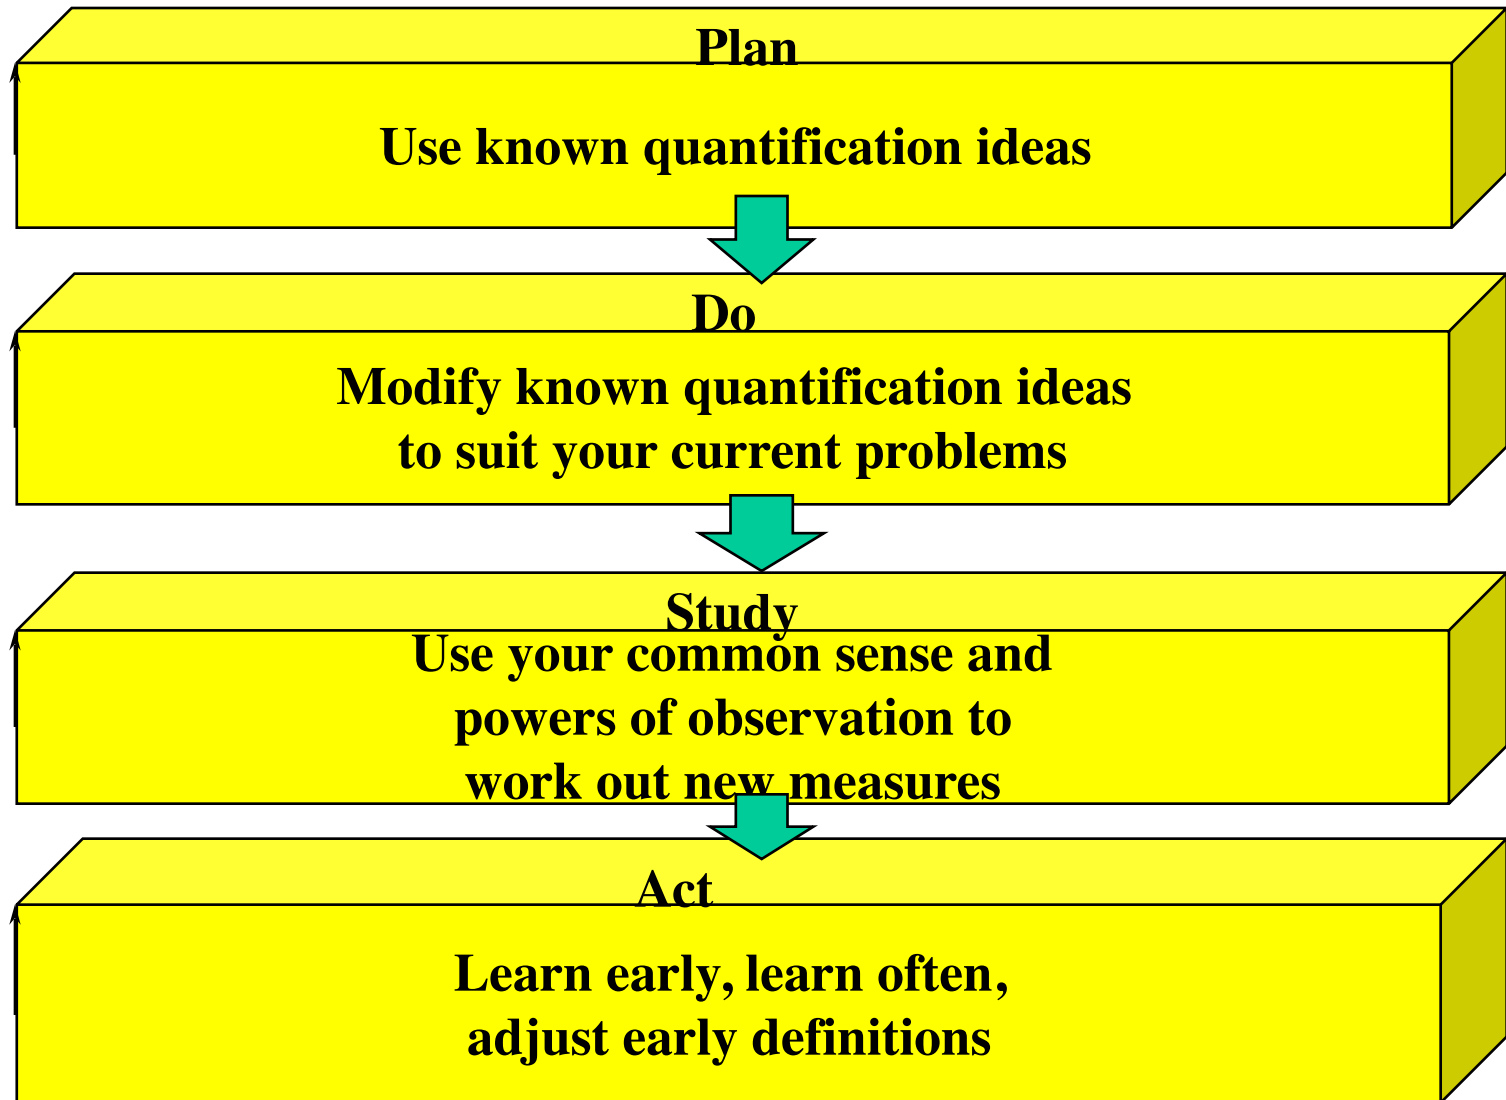 Plan
Use known quantification ideas
Do
Modify known quantification ideas
to suit your current problems
Study
Use your common sense and
powers of observation to
work out new measures
Act
Learn early, learn often,
adjust early definitions